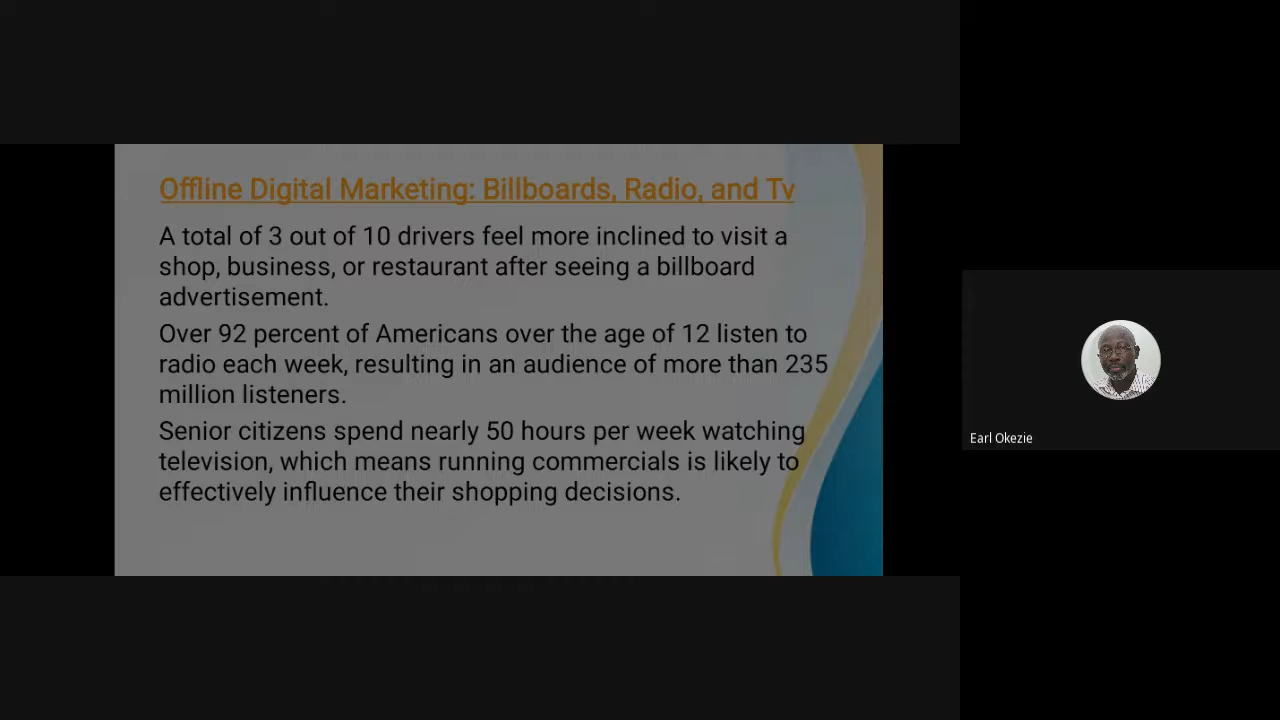 Offline Digital Marketing: Billboards, Radio, and Tv
A total of 3 out of 10 drivers feel more inclined to visit a
shop, business, or restaurant after seeing a billboard
advertisement.
Over 92 percent of Americans over the age of 12 listen to
radio each week, resulting in an audience of more than 235
million listeners.
Senior citizens spend nearly 50 hours per week watching
television, which means running commercials is likely to
effectively influence their shopping decisions.
Earl Okezie